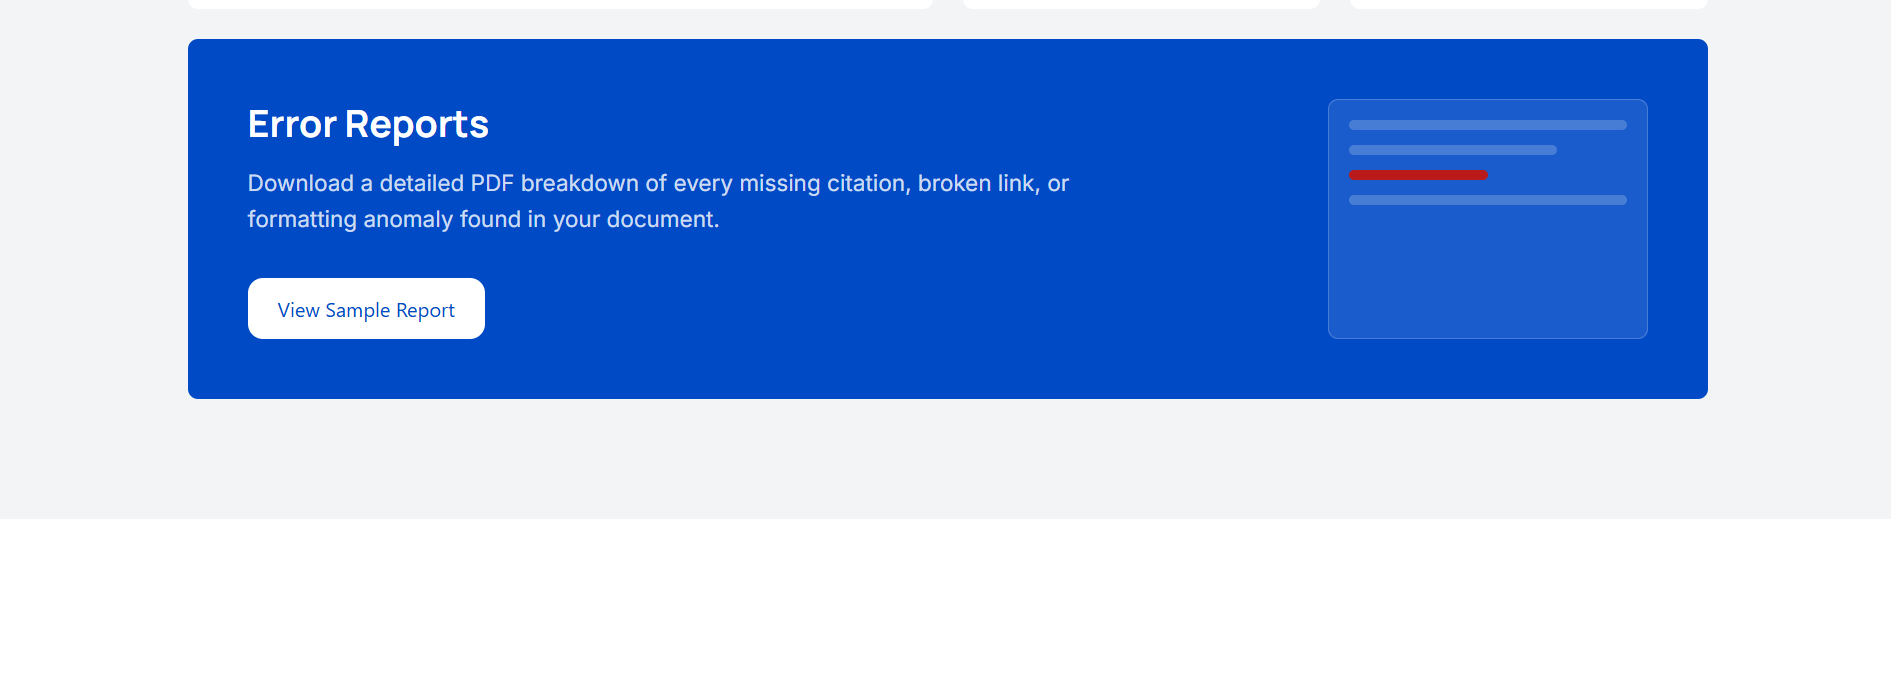 Error Reports
Download a detailed PDF breakdown of every missing citation, broken link, or
formatting anomaly found in your document.
View Sample Report